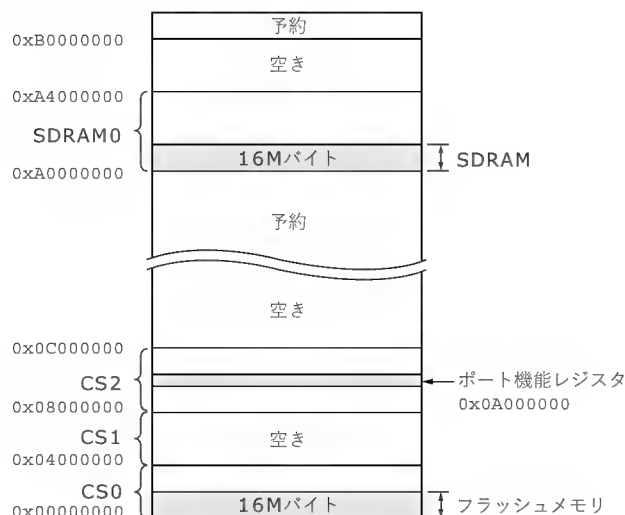 予約
0xB0000000
空き
0xA4000000
SDRAM0
16Mバイト
SDRAM
0xA0000000
予約
空き
0x0C000000
CS2
ポート機能レジスタ
0x0A000000
0x08000000
CS1
空き
0x04000000
CS0
0x00000000
16Mバイト
フラッシュメモリ